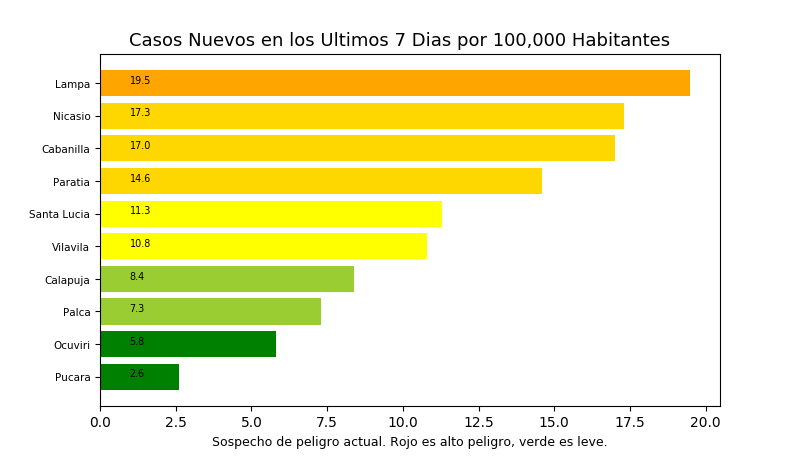 Casos Nuevos en los Ultimos 7 Dias por 100,000 Habitantes
Lampa 19.5
Nicasio 17.3
Cabanilla 17.0
Paratia 14.6
Santa Lucia 11.3
Vilavila 10.8
Calapuja 8.4
Palca 7.3
Ocuviri 5.8
Pucara 2.6
0.0 2.5 5.0 7.5 10.0 12.5 15.0 17.5 20.0
Sospecho de peligro actual. Rojo es alto peligro, verde es leve.